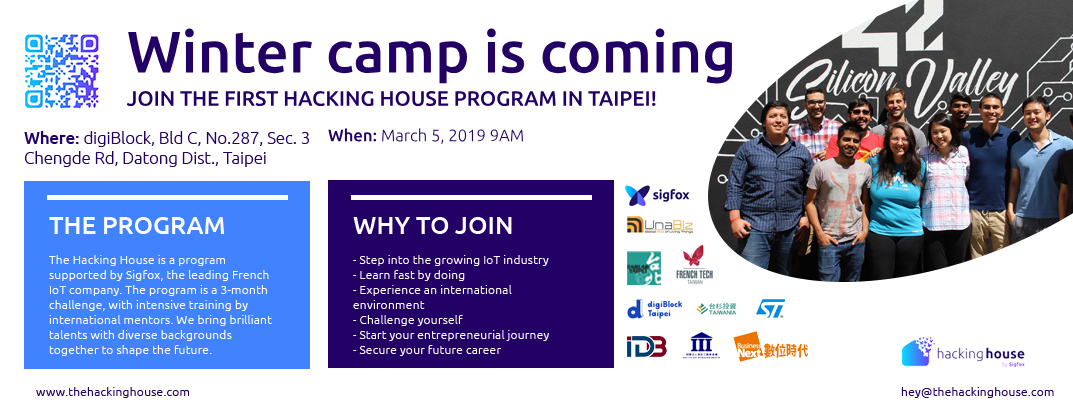 Winter camp is coming
JOIN THE FIRST HACKING HOUSE PROGRAM IN TAIPEI!
Where: digiBlock, Bld C, No.287, Sec. 3
Chengde Rd, Datong Dist., Taipei
When: March 5, 2019 9AM
Silicon Valley
THE PROGRAM
The Hacking House is a program
supported by Sigfox, the leading French
IoT company. The program is a 3-month
challenge, with intensive training by
international mentors. We bring brilliant
talents with diverse backgrounds
together to shape the future.
WHY TO JOIN
- Step into the growing IoT industry
- Learn fast by doing
- Experience an international
environment
- Challenge yourself
- Start your entrepreneurial journey
- Secure your future career
sigfox
UnaBiz
FRENCH TECH
TAIWAN
digiBlock
Taipei
台杉投資
TAIWANIA
ST
IDB
Business
Next
數位時代
hackinghouse
by Sigfox
www.thehackinghouse.com
hey@thehackinghouse.com